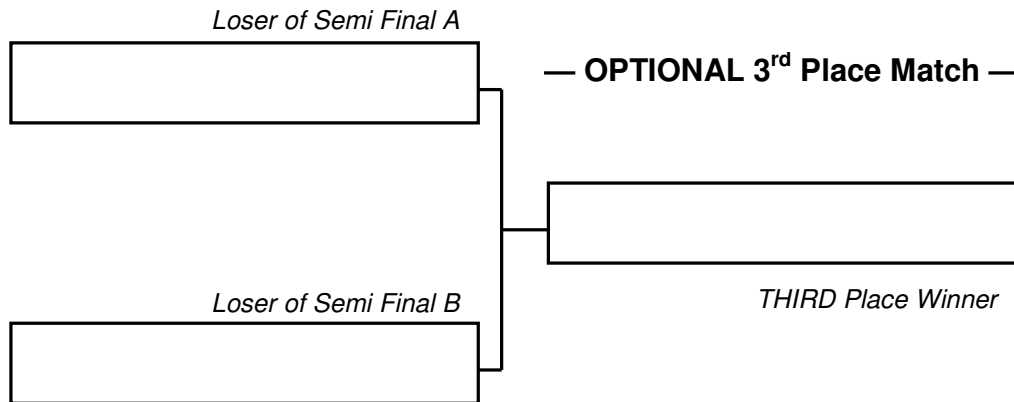 Loser of Semi Final A
— OPTIONAL 3rd Place Match —
Loser of Semi Final B
THIRD Place Winner